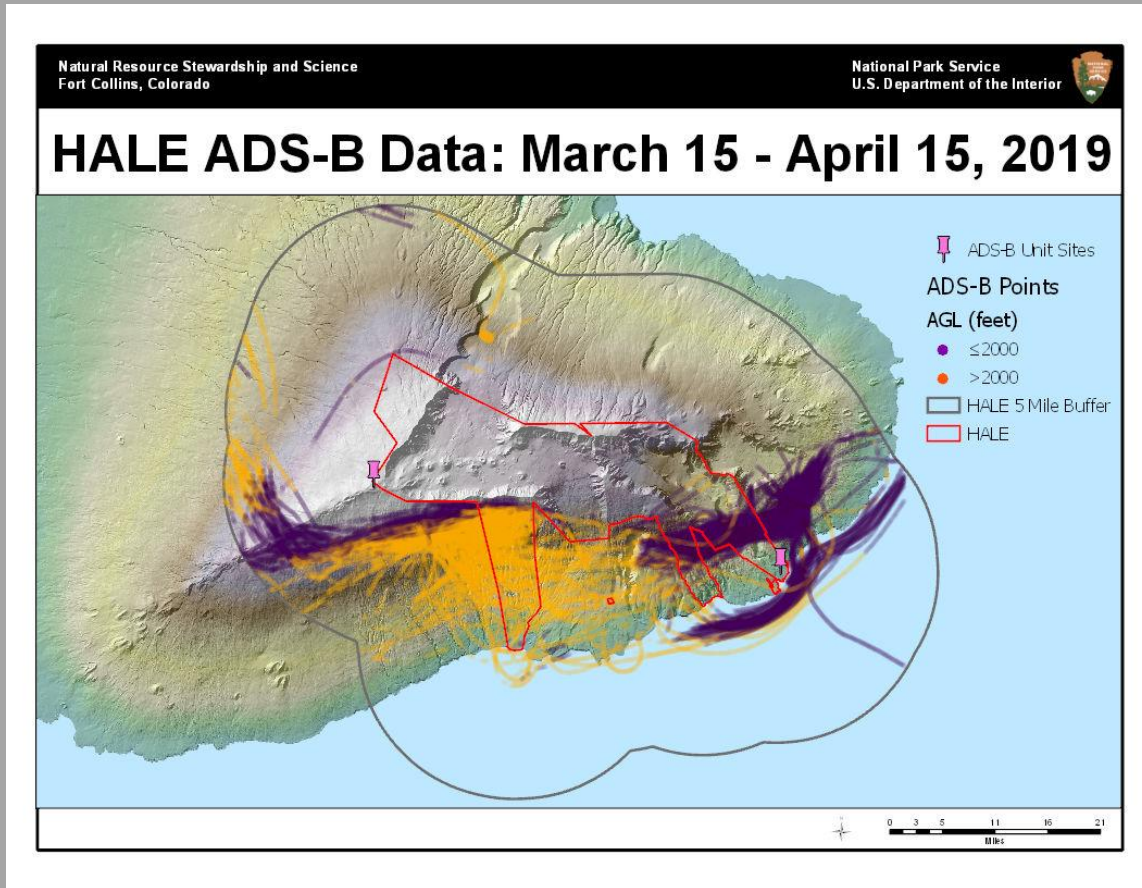 Natural Resource Stewardship and Science
Fort Collins, Colorado
National Park Service
U.S. Department of the Interior
HALE ADS-B Data: March 15 - April 15, 2019
ADS-B Unit Sites
ADS-B Points
AGL (feet)
≤2000
>2000
HALE 5 Mile Buffer
HALE
0 3 5 11 16 21
Miles